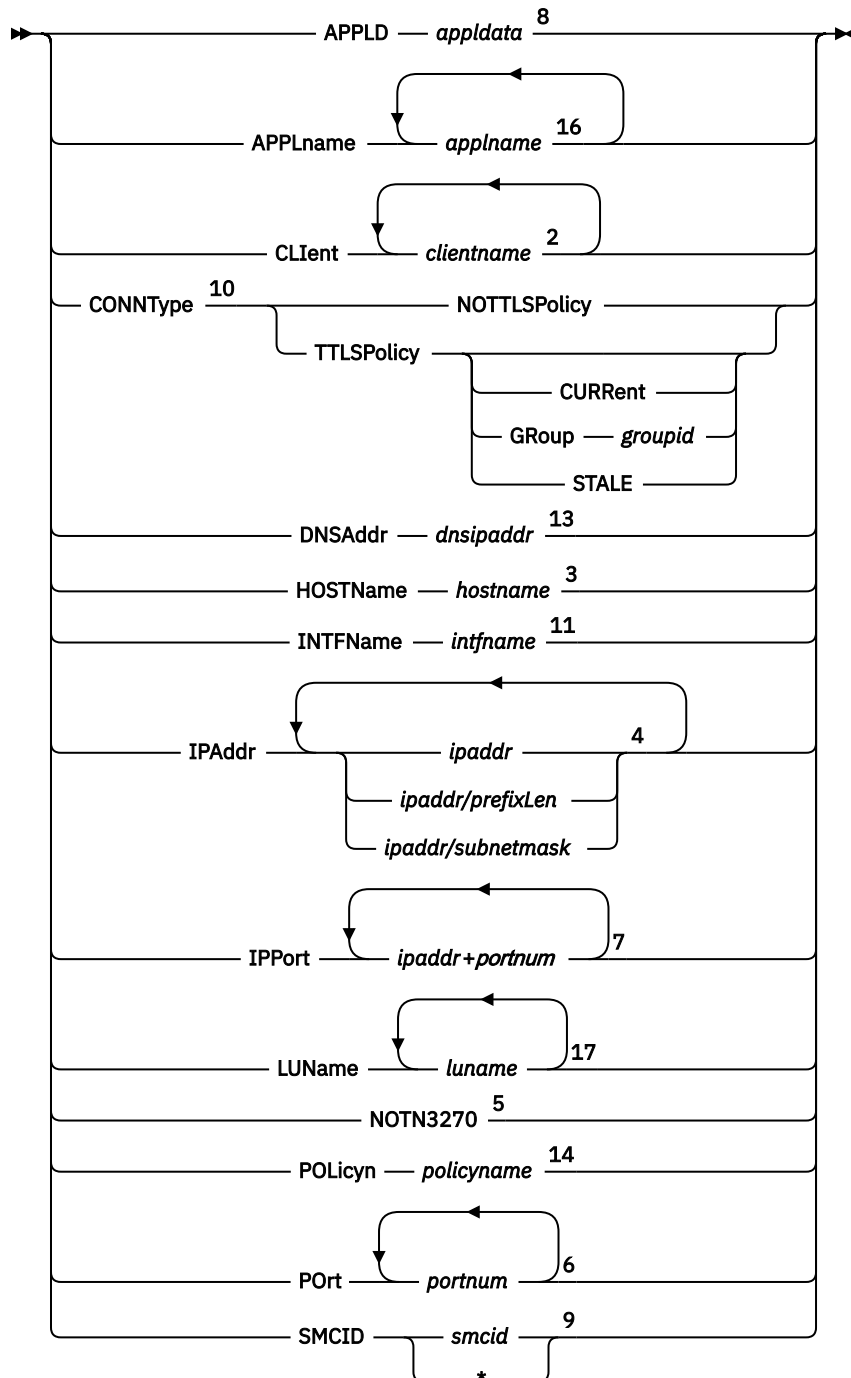 APPLD appldata 8
APPLname applname 16
CLIent clientname 2
CONNType 10 NOTTLSPolicy
TTLSPolicy
CURRent
GRoup groupid
STALE
DNSAddr dnsipaddr 13
HOSTName hostname 3
INTFName intfname 11
IPAddr ipaddr 4
ipaddr/prefixLen
ipaddr/subnetmask
IPPort ipaddr+portnum 7
LUName luname 17
NOTN3270 5
POLicyn policyname 14
POrt portnum 6
SMCID smcid 9
*